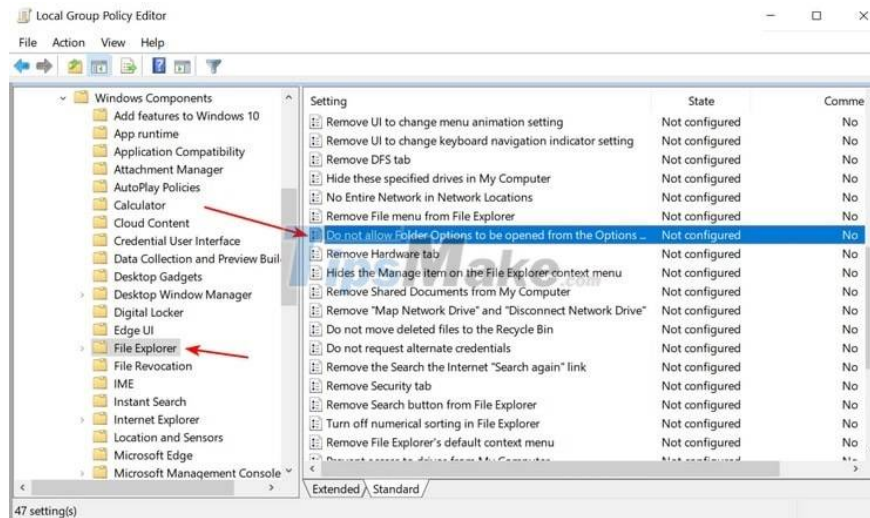 Local Group Policy Editor
File Action View Help
Windows Components
Add features to Windows 10
App runtime
Application Compatibility
Attachment Manager
AutoPlay Policies
Calculator
Cloud Content
Credential User Interface
Data Collection and Preview Buil
Desktop Gadgets
Desktop Window Manager
Digital Locker
Edge UI
File Explorer
File Revocation
IME
Instant Search
Internet Explorer
Location and Sensors
Microsoft Edge
Microsoft Management Console
Setting State Comme
Remove UI to change menu animation setting Not configured No
Remove UI to change keyboard navigation indicator setting Not configured No
Remove DFS tab Not configured No
Hide these specified drives in My Computer Not configured No
No Entire Network in Network Locations Not configured No
Remove File menu from File Explorer Not configured No
Do not allow Folder Options to be opened from the Options ... Not configured No
Remove Hardware tab Not configured No
Hides the Manage item on the File Explorer context menu Not configured No
Remove Shared Documents from My Computer Not configured No
Remove "Map Network Drive" and "Disconnect Network Drive" Not configured No
Do not move deleted files to the Recycle Bin Not configured No
Do not request alternate credentials Not configured No
Remove the Search the Internet "Search again" link Not configured No
Remove Security tab Not configured No
Remove Search button from File Explorer Not configured No
Turn off numerical sorting in File Explorer Not configured No
Remove File Explorer's default context menu Not configured No
Prevent access to drives from My Computer Not configured No
TipsMake.com
Extended Standard
47 setting(s)